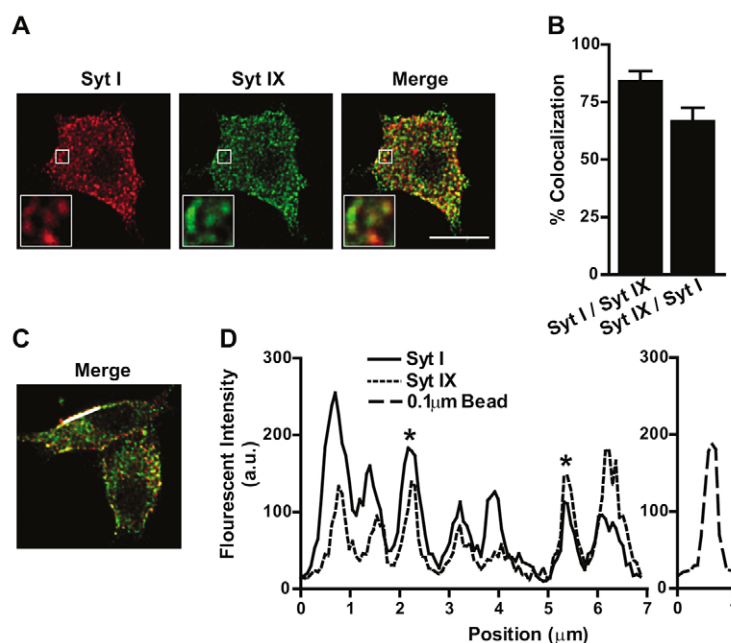 A
Syt I
Syt IX
Merge
B
% Colocalization
100
75
50
25
0
Syt I / Syt IX
Syt IX / Syt I
C
Merge
D
Flourescent Intensity
(a.u.)
300
200
100
0
Syt I
Syt IX
0.1μm Bead
*
*
0 1 2 3 4 5 6 7
Position (μm)
300
200
100
0
0 1